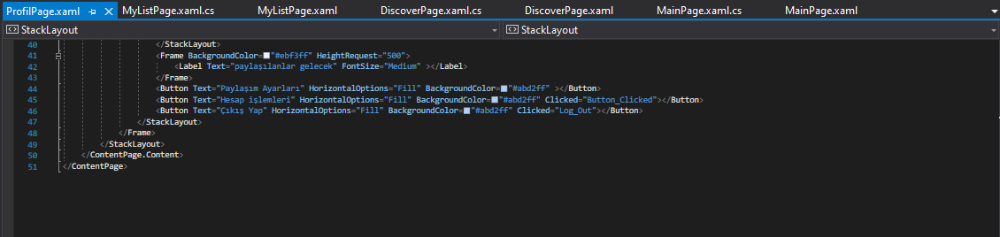 ProfilPage.xaml MyListPage.xaml.cs MyListPage.xaml DiscoverPage.xaml.cs DiscoverPage.xaml MainPage.xaml.cs MainPage.xaml
StackLayout StackLayout
40 </StackLayout>
41 <Frame BackgroundColor="#ebf3ff" HeightRequest="500">
42 <Label Text="paylaşılanlar gelecek" FontSize="Medium" ></Label>
43 </Frame>
44 <Button Text="Paylaşım Ayarları" HorizontalOptions="Fill" BackgroundColor="#abd2ff" ></Button>
45 <Button Text="Hesap işlemleri" HorizontalOptions="Fill" BackgroundColor="#abd2ff" Clicked="Button_Clicked"></Button>
46 <Button Text="Çıkış Yap" HorizontalOptions="Fill" BackgroundColor="#abd2ff" Clicked="Log_Out"></Button>
47 </StackLayout>
48 </Frame>
49 </StackLayout>
50 </ContentPage.Content>
51 </ContentPage>